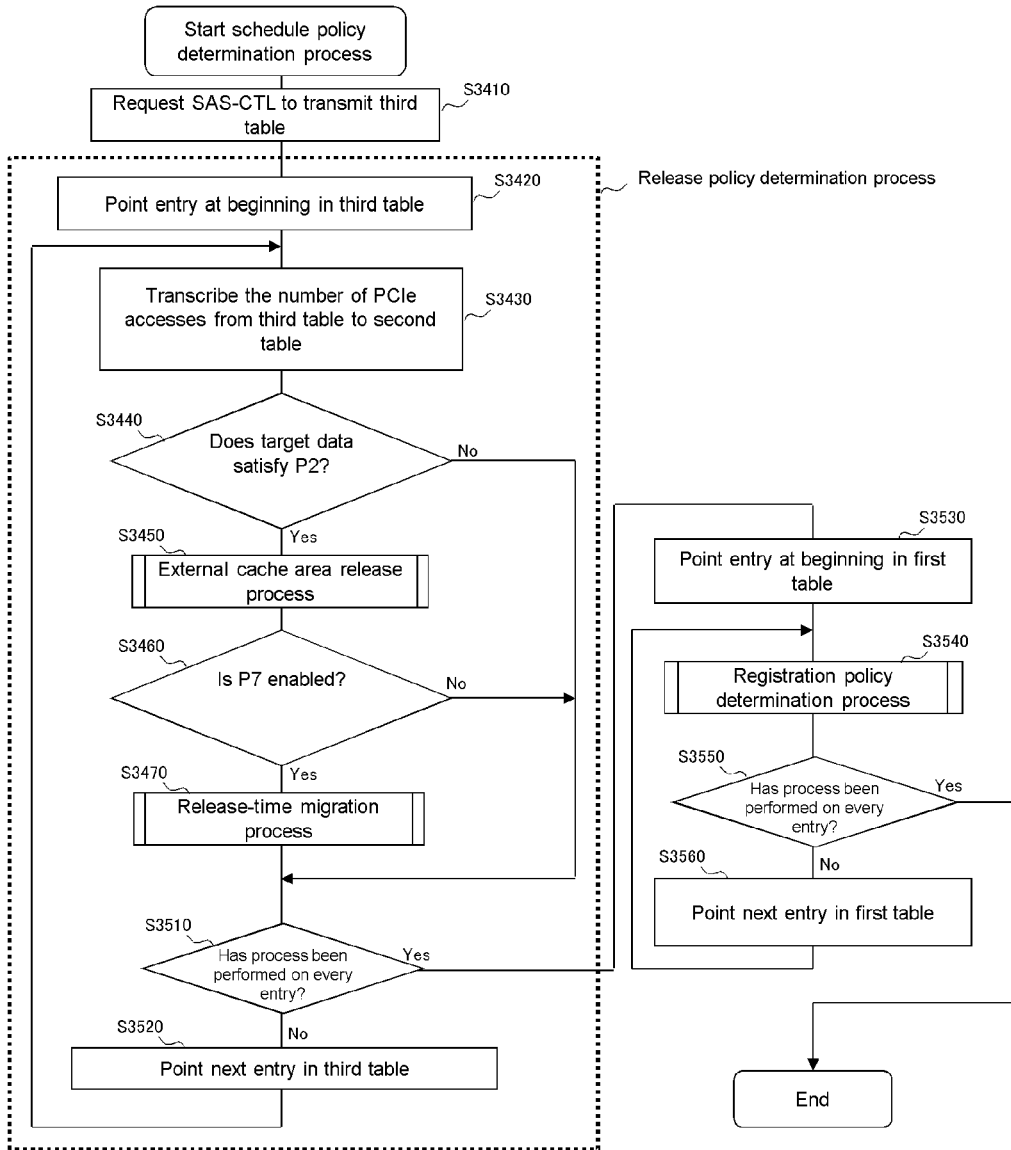 Start schedule policy
determination process
S3410
Request SAS-CTL to transmit third
table
Release policy determination process
S3420
Point entry at beginning in third table
S3430
Transcribe the number of PCIe
accesses from third table to second
table
S3440
Does target data
satisfy P2?
No
Yes
S3450
External cache area release
process
S3460
Is P7 enabled?
No
Yes
S3470
Release-time migration
process
S3510
Has process been
performed on every
entry?
Yes
No
S3520
Point next entry in third table
S3530
Point entry at beginning in first
table
S3540
Registration policy
determination process
S3550
Has process been
performed on every
entry?
Yes
No
S3560
Point next entry in first table
End